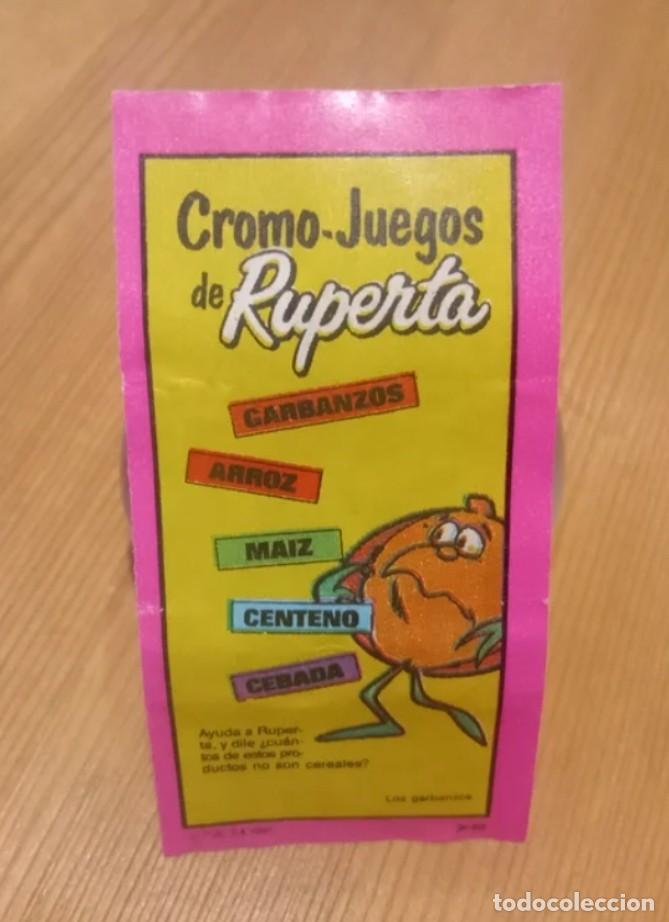 Cromo-Juegos
de Ruperta
GARBANZOS
ARROZ
MAIZ
CENTENO
CEBADA
Ayuda a Ruper-
ta, y dile ¿cuán-
tos de estos pro-
ductos no son cereales?
Los garbanzos
todocoleccion